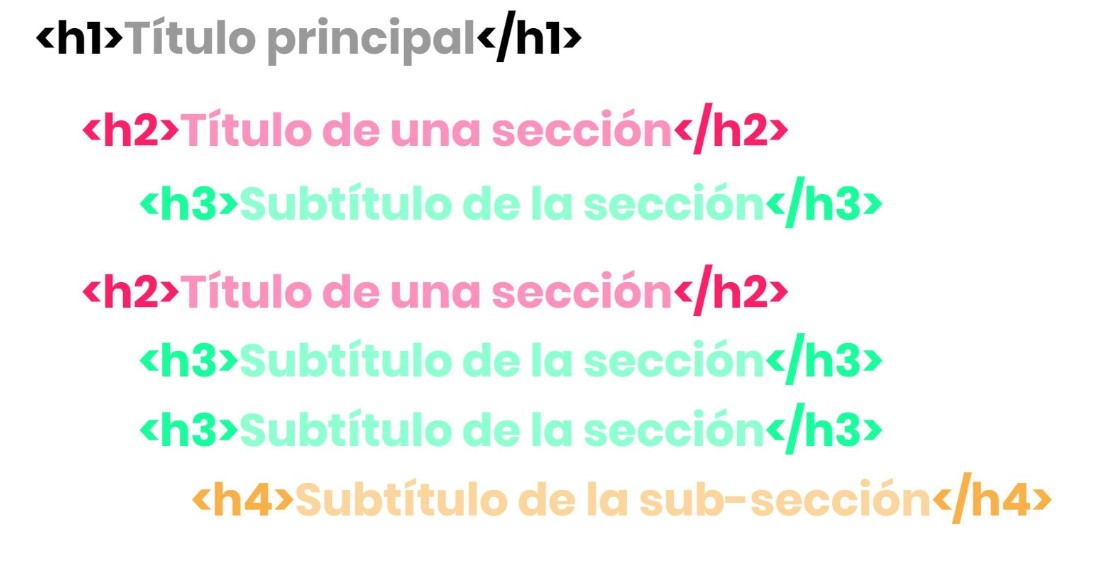 <h1>Título principal</h1>
<h2>Título de una sección</h2>
<h3>Subtítulo de la sección</h3>
<h2>Título de una sección</h2>
<h3>Subtítulo de la sección</h3>
<h3>Subtítulo de la sección</h3>
<h4>Subtítulo de la sub-sección</h4>